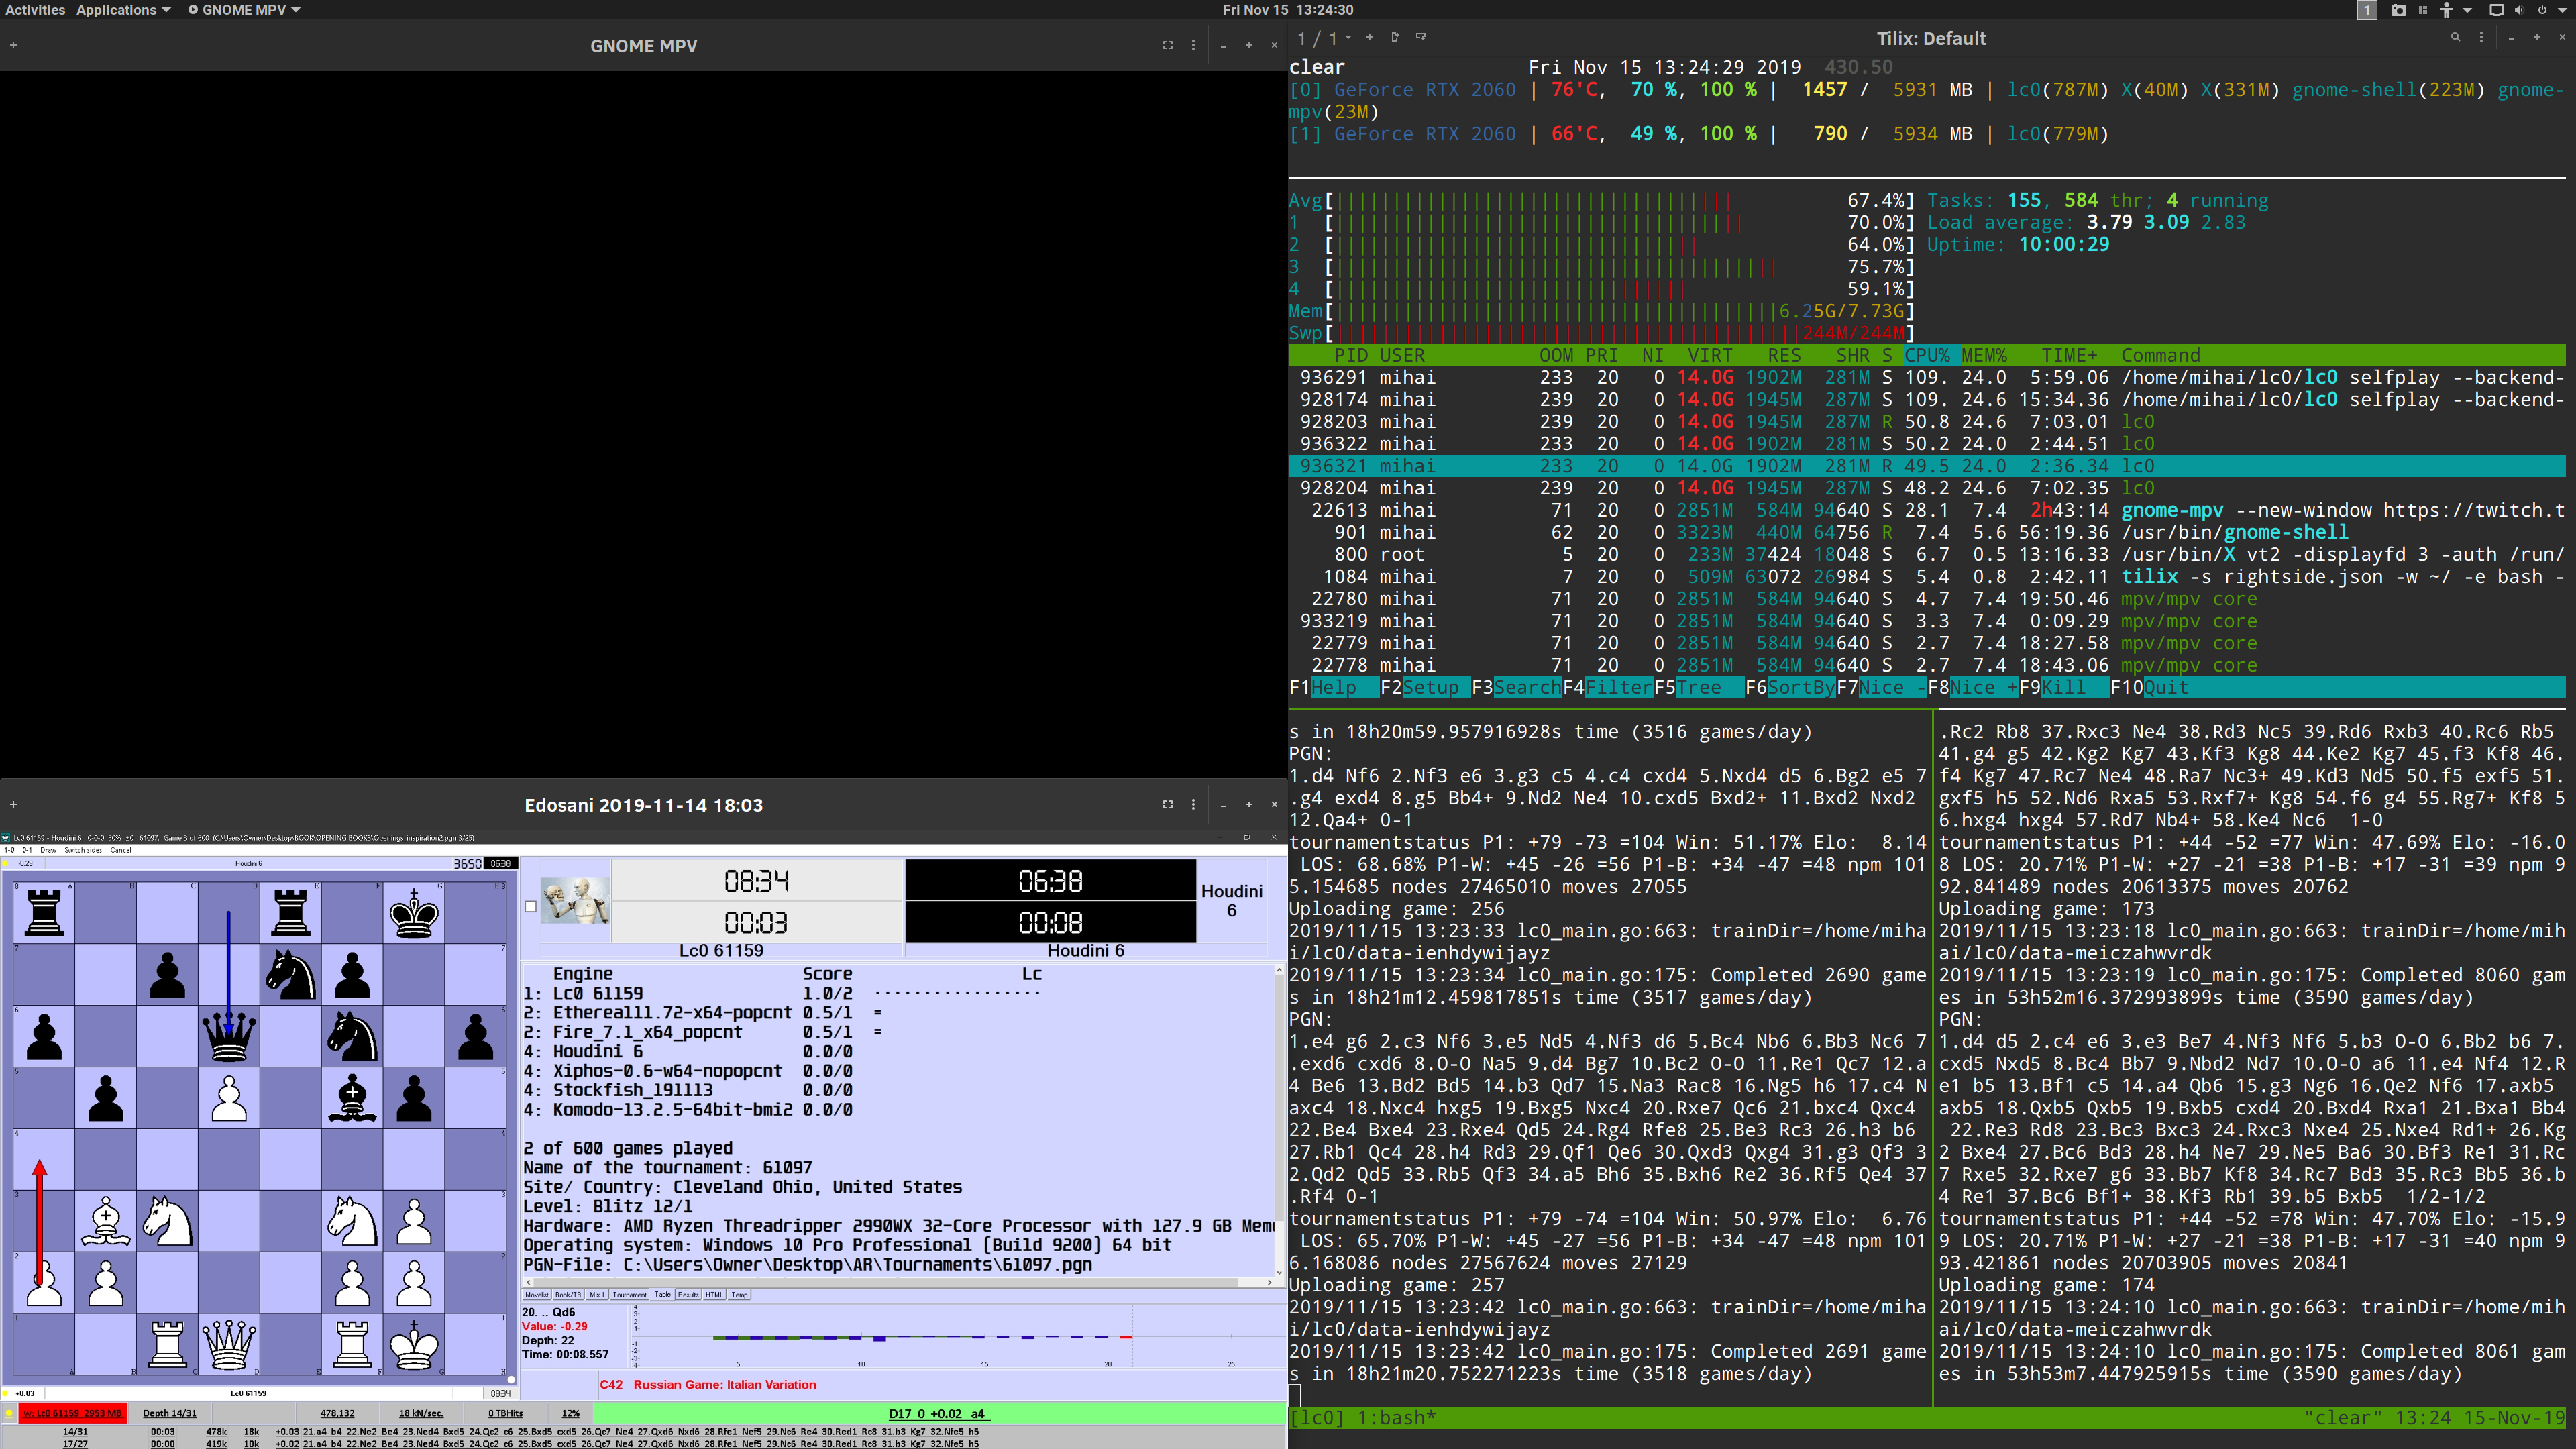 Activities Applications GNOME MPV Fri Nov 15 13:24:30 1
GNOME MPV
1 / 1 Tilix: Default
clear Fri Nov 15 13:24:29 2019 430.50
[0] GeForce RTX 2060 | 76'C, 70 %, 100 % | 1457 / 5931 MB | lc0(787M) X(40M) X(331M) gnome-shell(223M) gnome-
mpv(23M)
[1] GeForce RTX 2060 | 66'C, 49 %, 100 % | 790 / 5934 MB | lc0(779M)
Avg[ 67.4%] Tasks: 155, 584 thr; 4 running
1 [ 70.0%] Load average: 3.79 3.09 2.83
2 [ 64.0%] Uptime: 10:00:29
3 [ 75.7%]
4 [ 59.1%]
Mem[ 6.25G/7.73G]
Swp[ 244M/244M]
PID USER OOM PRI NI VIRT RES SHR S CPU% MEM% TIME+ Command
936291 mihai 233 20 0 14.0G 1902M 281M S 109. 24.0 5:59.06 /home/mihai/lc0/lc0 selfplay --backend-
928174 mihai 239 20 0 14.0G 1945M 287M S 109. 24.6 15:34.36 /home/mihai/lc0/lc0 selfplay --backend-
928203 mihai 239 20 0 14.0G 1945M 287M R 50.8 24.6 7:03.01 lc0
936322 mihai 233 20 0 14.0G 1902M 281M S 50.2 24.0 2:44.51 lc0
936321 mihai 233 20 0 14.0G 1902M 281M R 49.5 24.0 2:36.34 lc0
928204 mihai 239 20 0 14.0G 1945M 287M S 48.2 24.6 7:02.35 lc0
22613 mihai 71 20 0 2851M 584M 94640 S 28.1 7.4 2h43:14 gnome-mpv --new-window https://twitch.t
901 mihai 62 20 0 3323M 440M 64756 R 7.4 5.6 56:19.36 /usr/bin/gnome-shell
800 root 5 20 0 233M 37424 18048 S 6.7 0.5 13:16.33 /usr/bin/X vt2 -displayfd 3 -auth /run/
1084 mihai 7 20 0 509M 63072 26984 S 5.4 0.8 2:42.11 tilix -s rightside.json -w ~/ -e bash -
22780 mihai 71 20 0 2851M 584M 94640 S 4.7 7.4 19:50.46 mpv/mpv core
933219 mihai 71 20 0 2851M 584M 94640 S 3.3 7.4 0:09.29 mpv/mpv core
22779 mihai 71 20 0 2851M 584M 94640 S 2.7 7.4 18:27.58 mpv/mpv core
22778 mihai 71 20 0 2851M 584M 94640 S 2.7 7.4 18:43.06 mpv/mpv core
F1Help F2Setup F3SearchF4FilterF5Tree F6SortByF7Nice -F8Nice +F9Kill F10Quit
s in 18h20m59.957916928s time (3516 games/day)
PGN:
1.d4 Nf6 2.Nf3 e6 3.g3 c5 4.c4 cxd4 5.Nxd4 d5 6.Bg2 e5 7
.g4 exd4 8.g5 Bb4+ 9.Nd2 Ne4 10.cxd5 Bxd2+ 11.Bxd2 Nxd2
12.Qa4+ 0-1
tournamentstatus P1: +79 -73 =104 Win: 51.17% Elo: 8.14
LOS: 68.68% P1-W: +45 -26 =56 P1-B: +34 -47 =48 npm 101
5.154685 nodes 27465010 moves 27055
Uploading game: 256
2019/11/15 13:23:33 lc0_main.go:663: trainDir=/home/miha
i/lc0/data-ienhdywijayz
2019/11/15 13:23:34 lc0_main.go:175: Completed 2690 game
s in 18h21m12.459817851s time (3517 games/day)
PGN:
1.e4 g6 2.c3 Nf6 3.e5 Nd5 4.Nf3 d6 5.Bc4 Nb6 6.Bb3 Nc6 7
.exd6 cxd6 8.O-O Na5 9.d4 Bg7 10.Bc2 O-O 11.Re1 Qc7 12.a
4 Be6 13.Bd2 Bd5 14.b3 Qd7 15.Na3 Rac8 16.Ng5 h6 17.c4 N
axc4 18.Nxc4 hxg5 19.Bxg5 Nxc4 20.Rxe7 Qc6 21.bxc4 Qxc4
22.Be4 Bxe4 23.Rxe4 Qd5 24.Rg4 Rfe8 25.Be3 Rc3 26.h3 b6
27.Rb1 Qc4 28.h4 Rd3 29.Qf1 Qe6 30.Qxd3 Qxg4 31.g3 Qf3 3
2.Qd2 Qd5 33.Rb5 Qf3 34.a5 Bh6 35.Bxh6 Re2 36.Rf5 Qe4 37
.Rf4 0-1
tournamentstatus P1: +79 -74 =104 Win: 50.97% Elo: 6.76
LOS: 65.70% P1-W: +45 -27 =56 P1-B: +34 -47 =48 npm 101
6.168086 nodes 27567624 moves 27129
Uploading game: 257
2019/11/15 13:23:42 lc0_main.go:663: trainDir=/home/miha
i/lc0/data-ienhdywijayz
2019/11/15 13:23:42 lc0_main.go:175: Completed 2691 game
s in 18h21m20.752271223s time (3518 games/day)
.Rc2 Rb8 37.Rxc3 Ne4 38.Rd3 Nc5 39.Rd6 Rxb3 40.Rc6 Rb5
41.g4 g5 42.Kg2 Kg7 43.Kf3 Kg8 44.Ke2 Kg7 45.f3 Kf8 46.
f4 Kg7 47.Rc7 Ne4 48.Ra7 Nc3+ 49.Kd3 Nd5 50.f5 exf5 51.
gxf5 h5 52.Nd6 Rxa5 53.Rxf7+ Kg8 54.f6 g4 55.Rg7+ Kf8 5
6.hxg4 hxg4 57.Rd7 Nb4+ 58.Ke4 Nc6 1-0
tournamentstatus P1: +44 -52 =77 Win: 47.69% Elo: -16.0
8 LOS: 20.71% P1-W: +27 -21 =38 P1-B: +17 -31 =39 npm 9
92.841489 nodes 20613375 moves 20762
Uploading game: 173
2019/11/15 13:23:18 lc0_main.go:663: trainDir=/home/mih
ai/lc0/data-meiczahwvrdk
2019/11/15 13:23:19 lc0_main.go:175: Completed 8060 gam
es in 53h52m16.372993899s time (3590 games/day)
PGN:
1.d4 d5 2.c4 e6 3.e3 Be7 4.Nf3 Nf6 5.b3 O-O 6.Bb2 b6 7.
cxd5 Nxd5 8.Bc4 Bb7 9.Nbd2 Nd7 10.O-O a6 11.e4 Nf4 12.R
e1 b5 13.Bf1 c5 14.a4 Qb6 15.g3 Ng6 16.Qe2 Nf6 17.axb5
axb5 18.Qxb5 Qxb5 19.Bxb5 cxd4 20.Bxd4 Rxa1 21.Bxa1 Bb4
22.Re3 Rd8 23.Bc3 Bxc3 24.Rxc3 Nxe4 25.Nxe4 Rd1+ 26.Kg
2 Bxe4 27.Bc6 Bd3 28.h4 Ne7 29.Ne5 Ba6 30.Bf3 Re1 31.Rc
7 Rxe5 32.Rxe7 g6 33.Bb7 Kf8 34.Rc7 Bd3 35.Rc3 Bb5 36.b
4 Re1 37.Bc6 Bf1+ 38.Kf3 Rb1 39.b5 Bxb5 1/2-1/2
tournamentstatus P1: +44 -52 =78 Win: 47.70% Elo: -15.9
9 LOS: 20.71% P1-W: +27 -21 =38 P1-B: +17 -31 =40 npm 9
93.421861 nodes 20703905 moves 20841
Uploading game: 174
2019/11/15 13:24:10 lc0_main.go:663: trainDir=/home/mih
ai/lc0/data-meiczahwvrdk
2019/11/15 13:24:10 lc0_main.go:175: Completed 8061 gam
es in 53h53m7.447925915s time (3590 games/day)
[lc0] 1:bash* "clear" 13:24 15-Nov-19
Edosani 2019-11-14 18:03
Lc0 61159 - Houdini 6 0-0-0 50% ±0 61097: Game 3 of 600 (C:\Users\Owner\Desktop\BOOK\OPENING BOOKS\Openings_inspiration2.pgn 3/25)
1-0 0-1 Draw Switch sides Cancel
-0.29 Houdini 6 3650 06:38
08:34 06:38 Houdini 6
00:03 00:08
Lc0 61159 Houdini 6
Engine Score Lc
1: Lc0 61159 1.0/2 ·················
2: Ethereal11.72-x64-popcnt 0.5/1 =
2: Fire_7.1_x64_popcnt 0.5/1 =
4: Houdini 6 0.0/0
4: Xiphos-0.6-w64-nopopcnt 0.0/0
4: Stockfish_191113 0.0/0
4: Komodo-13.2.5-64bit-bmi2 0.0/0
2 of 600 games played
Name of the tournament: 61097
Site/ Country: Cleveland Ohio, United States
Level: Blitz 12/1
Hardware: AMD Ryzen Threadripper 2990WX 32-Core Processor with 127.9 GB Mem
Operating system: Windows 10 Pro Professional (Build 9200) 64 bit
PGN-File: C:\Users\Owner\Desktop\AR\Tournaments\61097.pgn
Movelist Book/TB Mix 1 Tournament Table Results HTML Temp
20. .. Qd6
Value: -0.29
Depth: 22
Time: 00:08.557
5 10 15 20 25
C42 Russian Game: Italian Variation
+0.03 Lc0 61159 08:34
w: Lc0 61159, 2953 MB Depth 14/31 478,132 18 kN/sec. 0 TBHits 12% D17 0 +0.02 a4
14/31 00:03 478k 18k +0.03 21.a4 b4 22.Ne2 Be4 23.Ned4 Bxd5 24.Qc2 c6 25.Bxd5 cxd5 26.Qc7 Ne4 27.Qxd6 Nxd6 28.Rfe1 Nef5 29.Nc6 Re4 30.Red1 Rc8 31.b3 Kg7 32.Nfe5 h5
17/27 00:00 419k 10k +0.02 21.a4 b4 22.Ne2 Be4 23.Ned4 Bxd5 24.Qc2 c6 25.Bxd5 cxd5 26.Qc7 Ne4 27.Qxd6 Nxd6 28.Rfe1 Nef5 29.Nc6 Re4 30.Red1 Rc8 31.b3 Kg7 32.Nfe5 h5